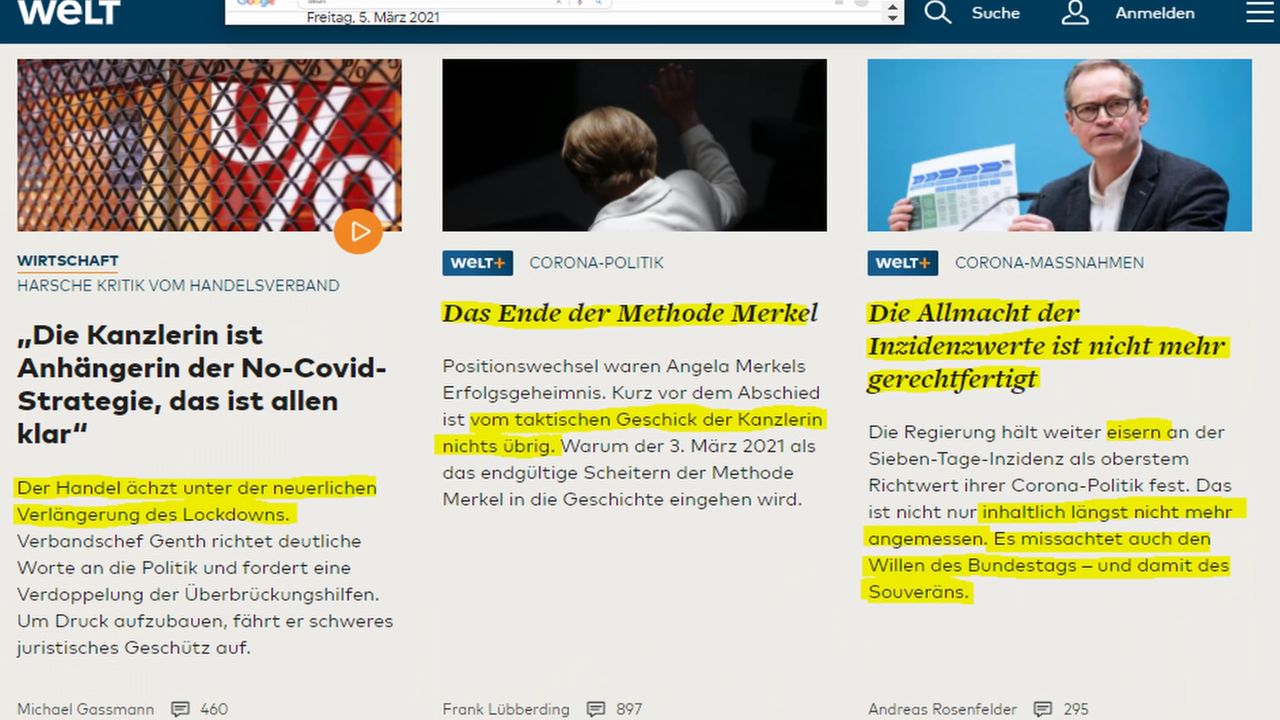 welt
Google
Freitag, 5. März 2021
Suche
Anmelden
%
WIRTSCHAFT
HARSCHE KRITIK VOM HANDELSVERBAND
„Die Kanzlerin ist
Anhängerin der No-Covid-
Strategie, das ist allen
klar“
Der Handel ächzt unter der neuerlichen
Verlängerung des Lockdowns.
Verbandschef Genth richtet deutliche
Worte an die Politik und fordert eine
Verdoppelung der Überbrückungshilfen.
Um Druck aufzubauen, fährt er schweres
juristisches Geschütz auf.
Michael Gassmann 460
welt+ CORONA-POLITIK
Das Ende der Methode Merkel
Positionswechsel waren Angela Merkels
Erfolgsgeheimnis. Kurz vor dem Abschied
ist vom taktischen Geschick der Kanzlerin
nichts übrig. Warum der 3. März 2021 als
das endgültige Scheitern der Methode
Merkel in die Geschichte eingehen wird.
Frank Lübberding 897
welt+ CORONA-MASSNAHMEN
Die Allmacht der
Inzidenzwerte ist nicht mehr
gerechtfertigt
Die Regierung hält weiter eisern an der
Sieben-Tage-Inzidenz als oberstem
Richtwert ihrer Corona-Politik fest. Das
ist nicht nur inhaltlich längst nicht mehr
angemessen. Es missachtet auch den
Willen des Bundestags – und damit des
Souveräns.
Andreas Rosenfelder 295